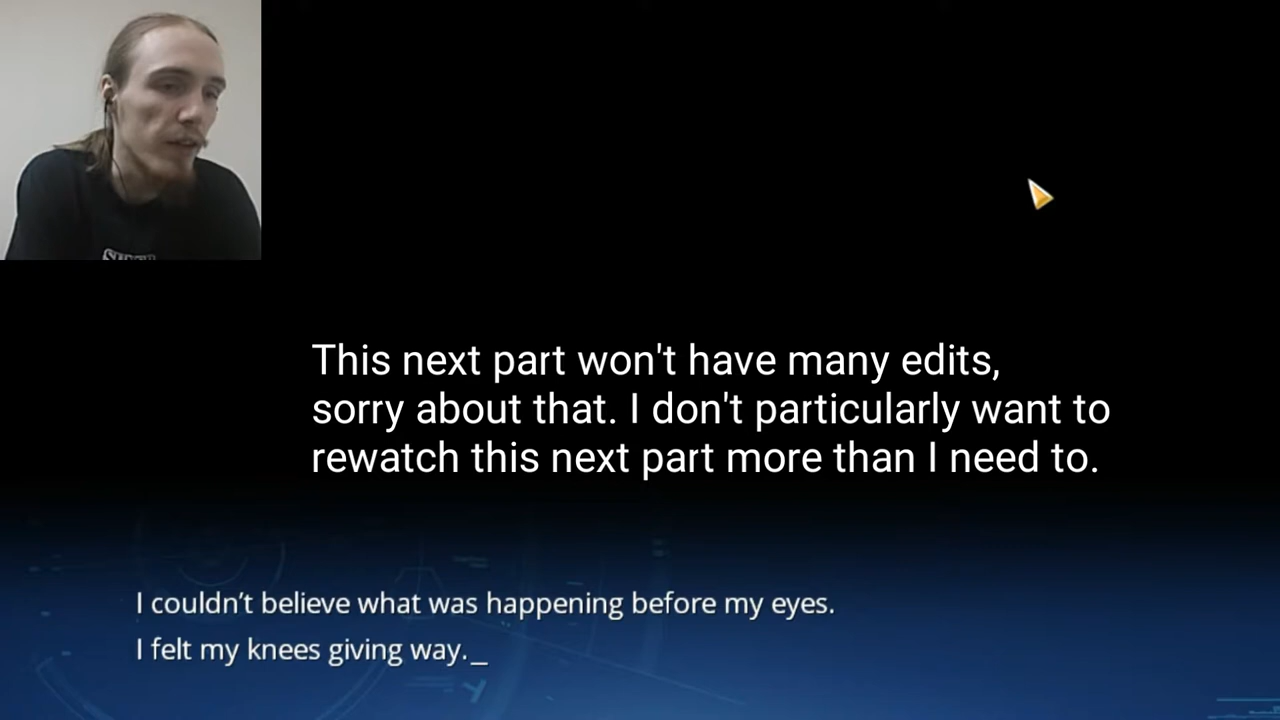 This next part won't have many edits,
sorry about that. I don't particularly want to
rewatch this next part more than I need to.
I couldn’t believe what was happening before my eyes.
I felt my knees giving way._